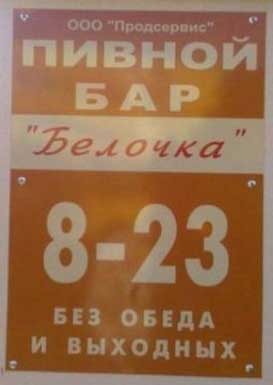 ООО "Продсервис"
ПИВНОЙ
БАР
"Белочка"
8-23
БЕЗ ОБЕДА
И ВЫХОДНЫХ